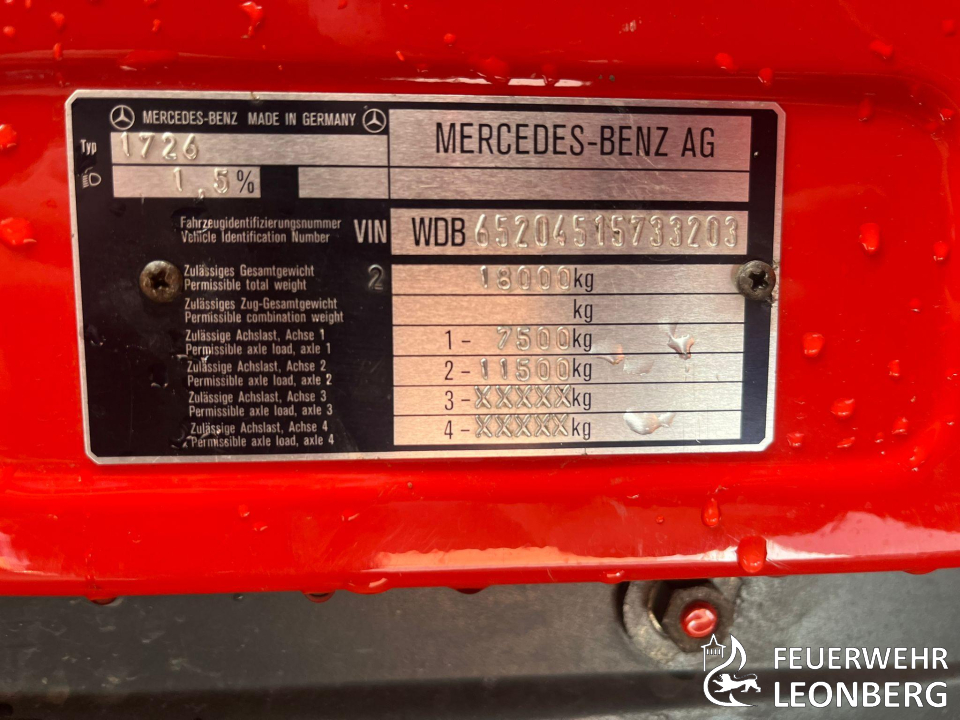 MERCEDES-BENZ MADE IN GERMANY
MERCEDES-BENZ AG
Typ 1726
1,5%
Fahrzeugidentifizierungsnummer
Vehicle Identification Number
VIN WDB 65204515733203
Zulässiges Gesamtgewicht
Permissible total weight
2 18000kg
Zulässiges Zug-Gesamtgewicht
Permissible combination weight
kg
Zulässige Achslast, Achse 1
Permissible axle load, axle 1
1- 7500kg
Zulässige Achslast, Achse 2
Permissible axle load, axle 2
2- 11500kg
Zulässige Achslast, Achse 3
Permissible axle load, axle 3
3-XXXXXkg
Zulässige Achslast, Achse 4
Permissible axle load, axle 4
4-XXXXXkg
FEUERWEHR
LEONBERG